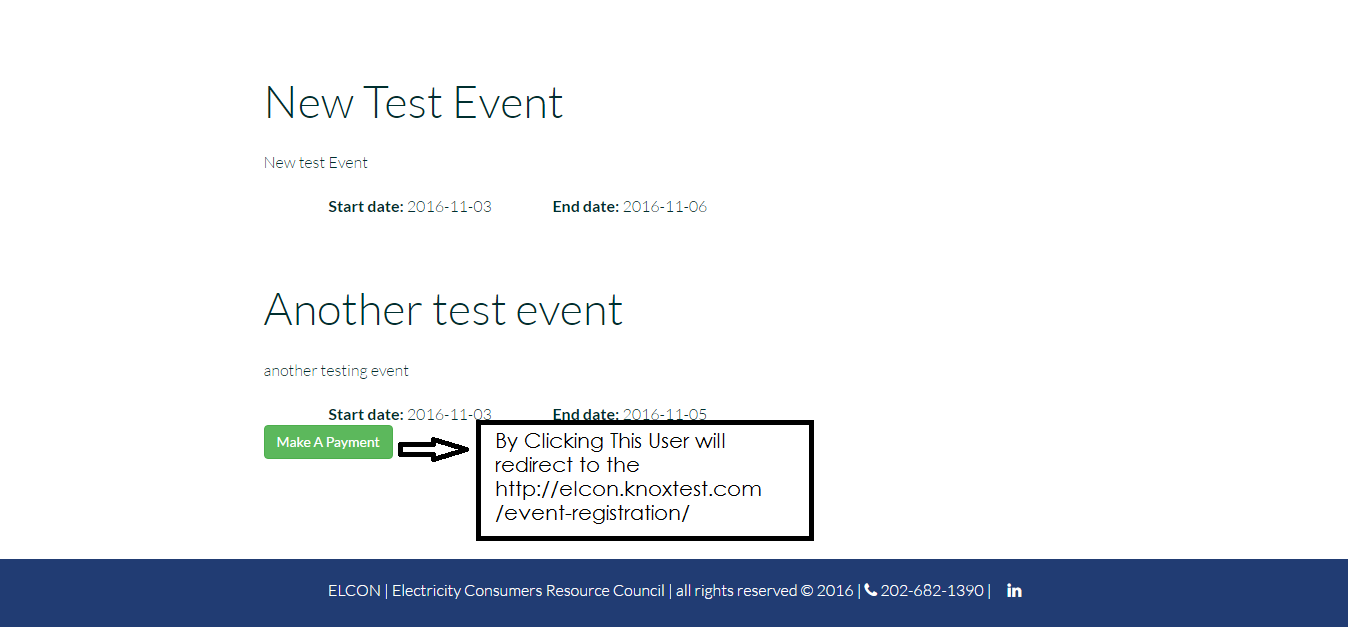 New Test Event
New test Event
Start date: 2016-11-03 End date: 2016-11-06
Another test event
another testing event
Start date: 2016-11-03 End date: 2016-11-05
Make A Payment
By Clicking This User will
redirect to the
http://elcon.knoxtest.com
/event-registration/
ELCON | Electricity Consumers Resource Council | all rights reserved © 2016 | 202-682-1390 | in